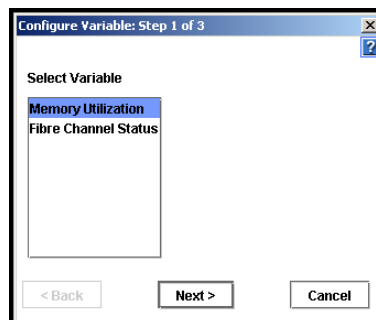 Configure Variable: Step 1 of 3
X
?
Select Variable
Memory Utilization
Fibre Channel Status
< Back
Next >
Cancel